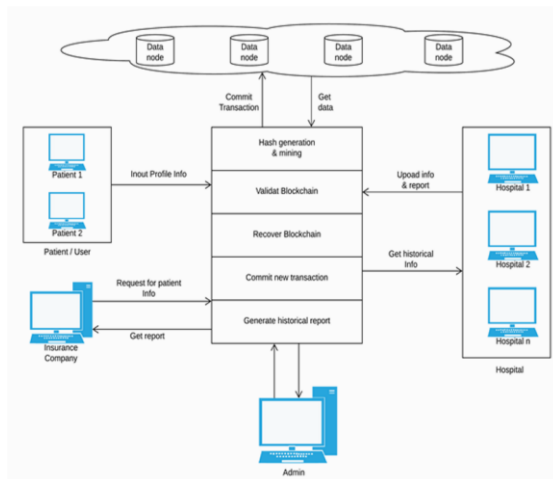 Data
node
Data
node
Data
node
Data
node
Commit
Transaction
Get
data
Hash generation
& mining
Patient 1
Inout Profile Info
Validat Blockchain
Upoad info
& report
Hospital 1
Patient 2
Patient / User
Recover Blockchain
Get historical
Info
Hospital 2
Request for patient
Info
Commit new transaction
Generate historical report
Get report
Insurance
Company
Hospital n
Hospital
Admin